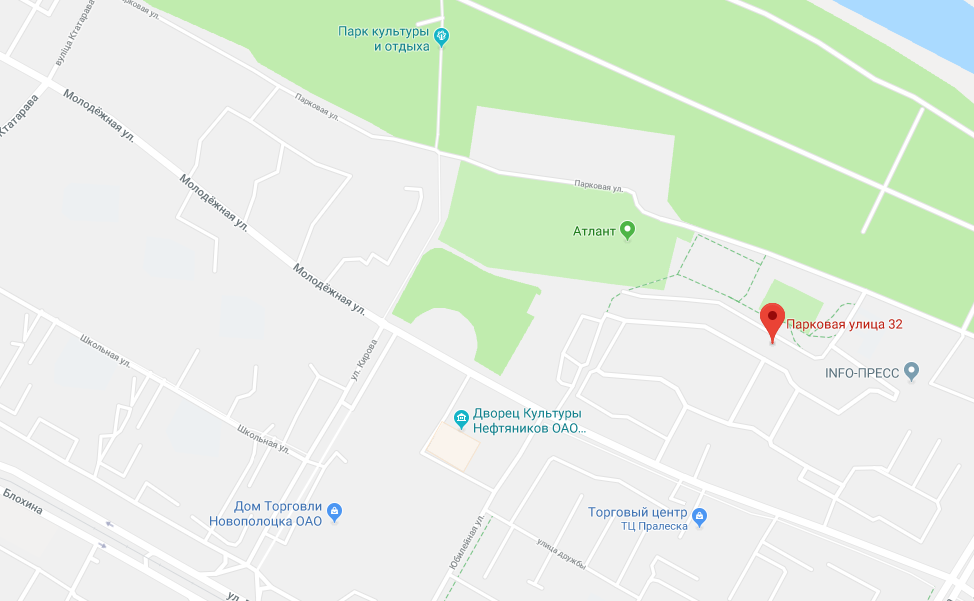 Парковая ул.
вуліца Ктатарава
Парк культуры
и отдыха
Ктатарава
Молодёжная ул.
Парковая ул.
Молодёжная ул.
Парковая ул.
Атлант
Молодёжная ул.
Парковая улица 32
Школьная ул.
ул. Кирова
INFO-ПРЕСС
Дворец Культуры
Нефтяников ОАО...
Школьная ул.
Блохина
Дом Торговли
Новополоцка ОАО
Торговый центр
ТЦ Пралеска
Юбилейная ул.
улица дружбы